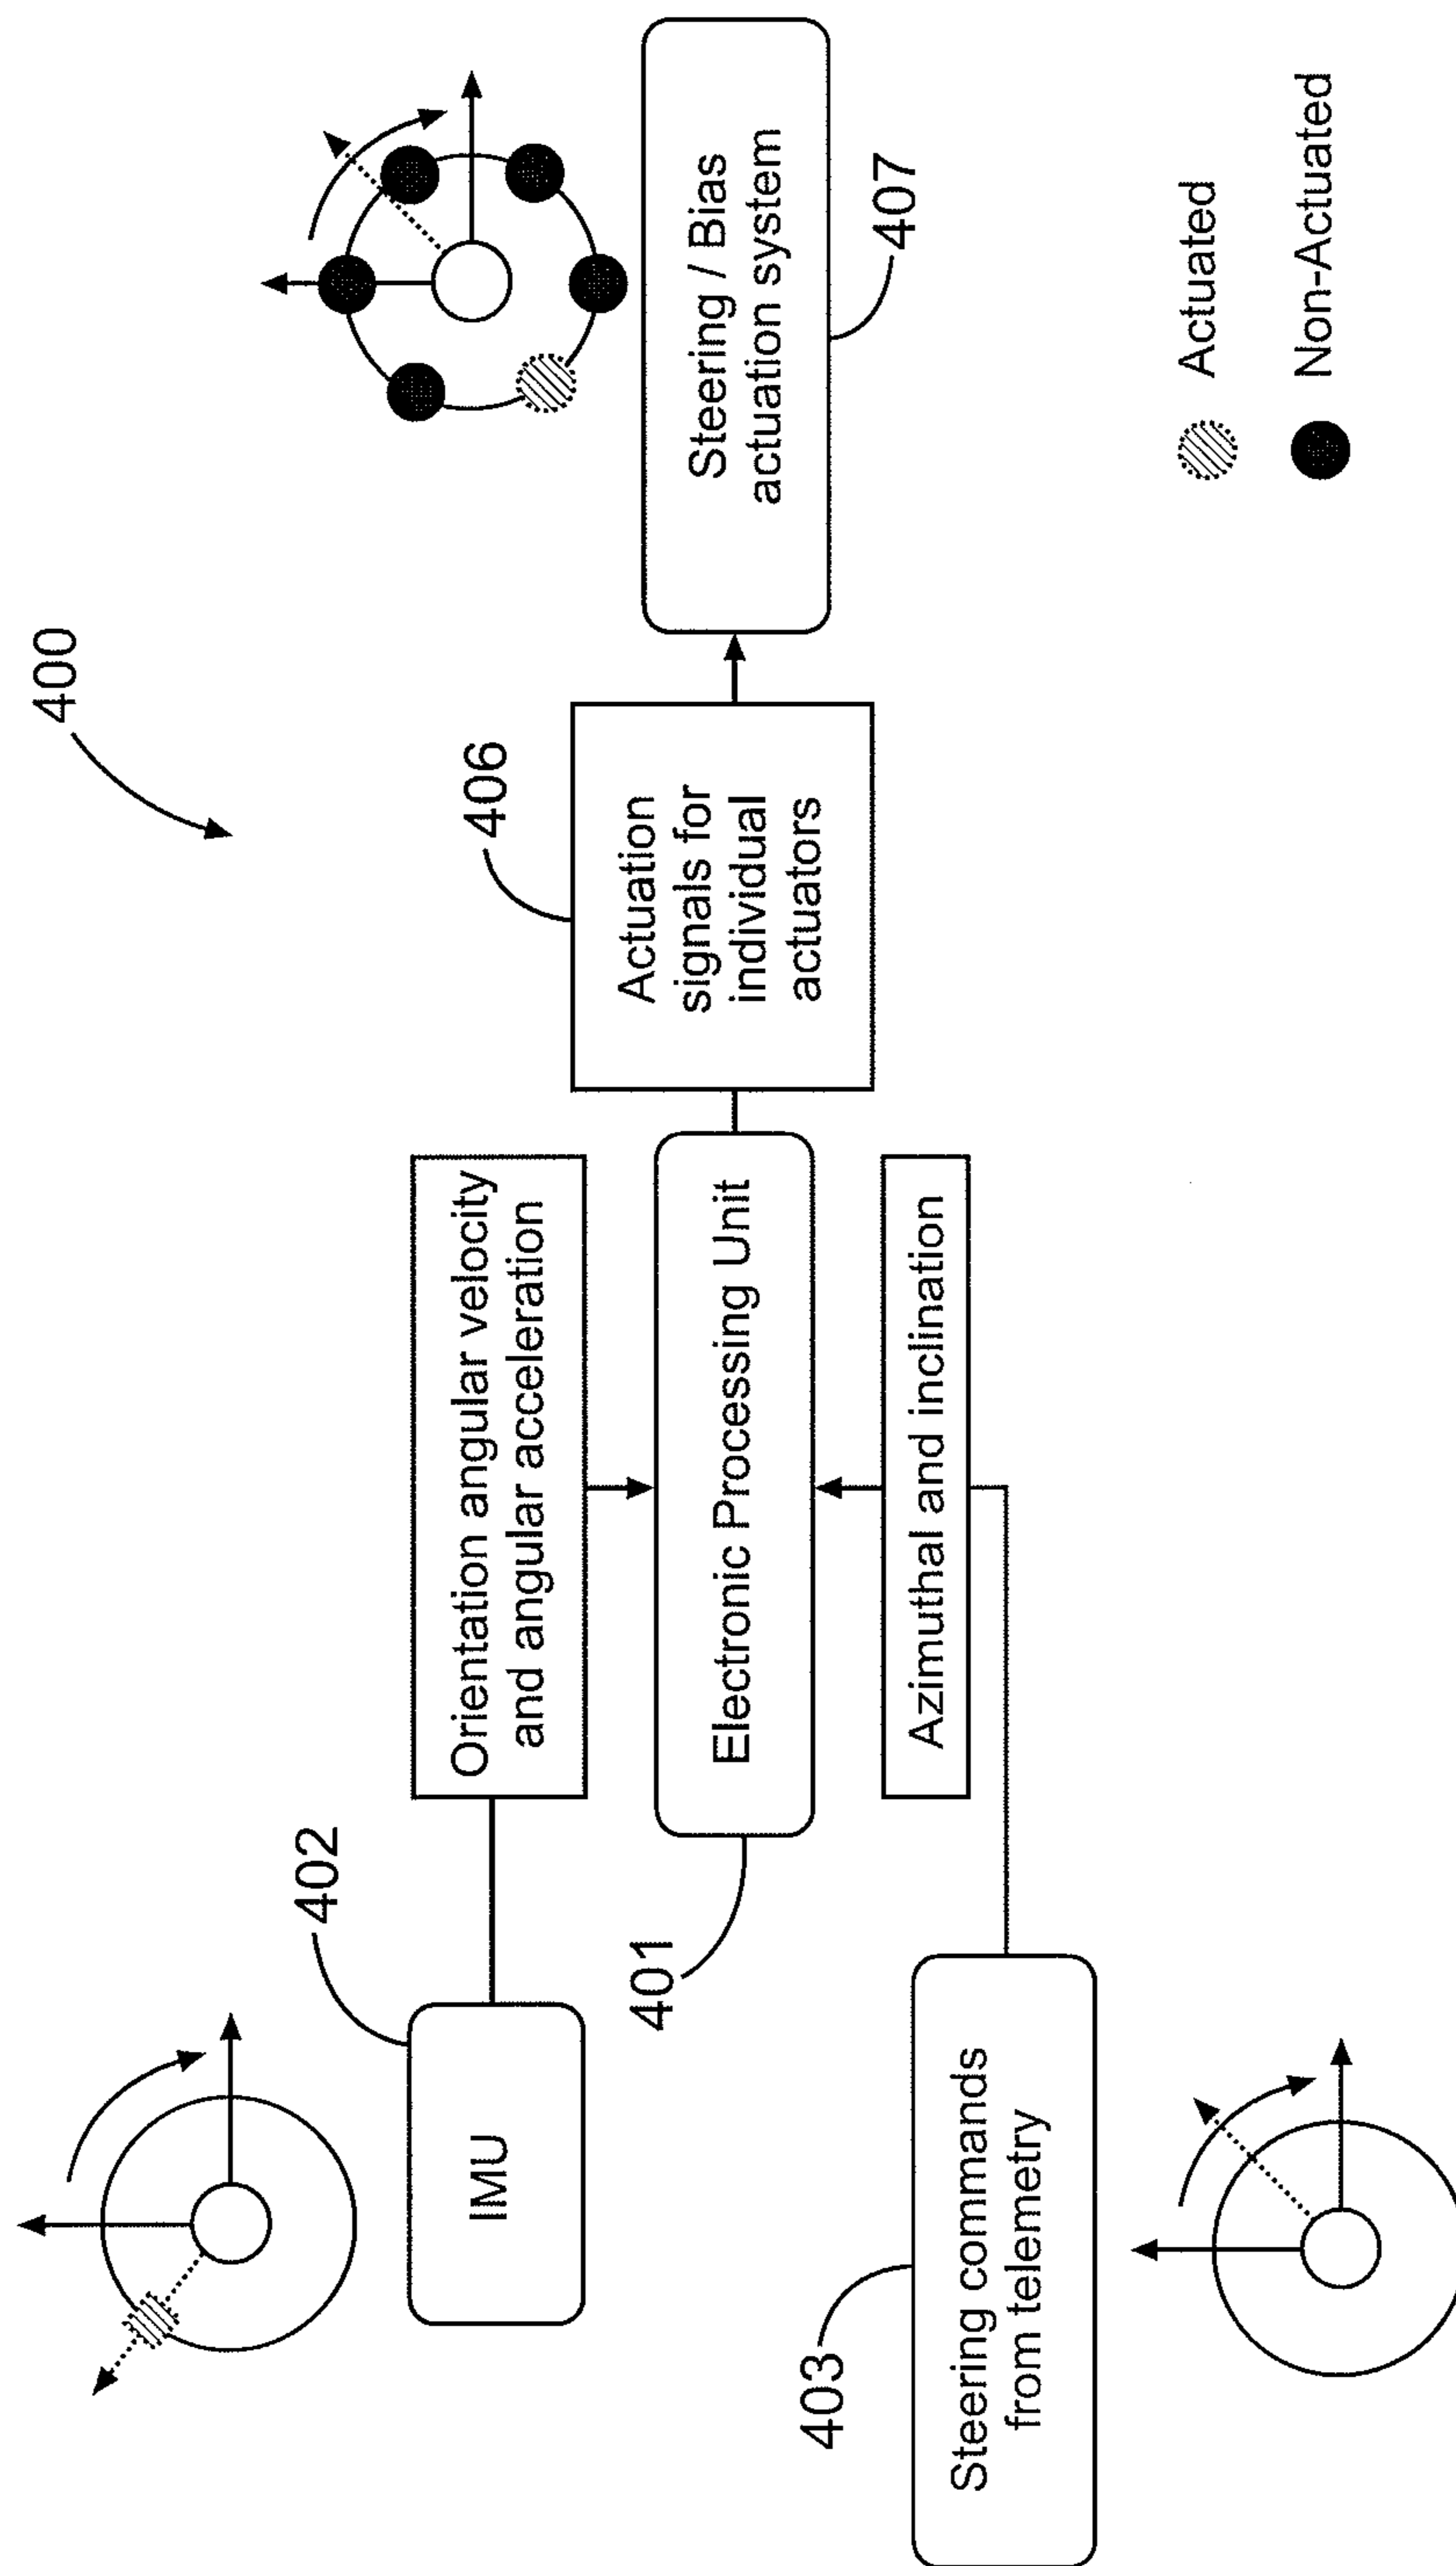 400
402
IMU
Orientation angular velocity
and angular acceleration
401
Electronic Processing Unit
403
Steering commands
from telemetry
Azimuthal and inclination
406
Actuation
signals for
individual
actuators
Steering / Bias
actuation system
407
Actuated
Non-Actuated